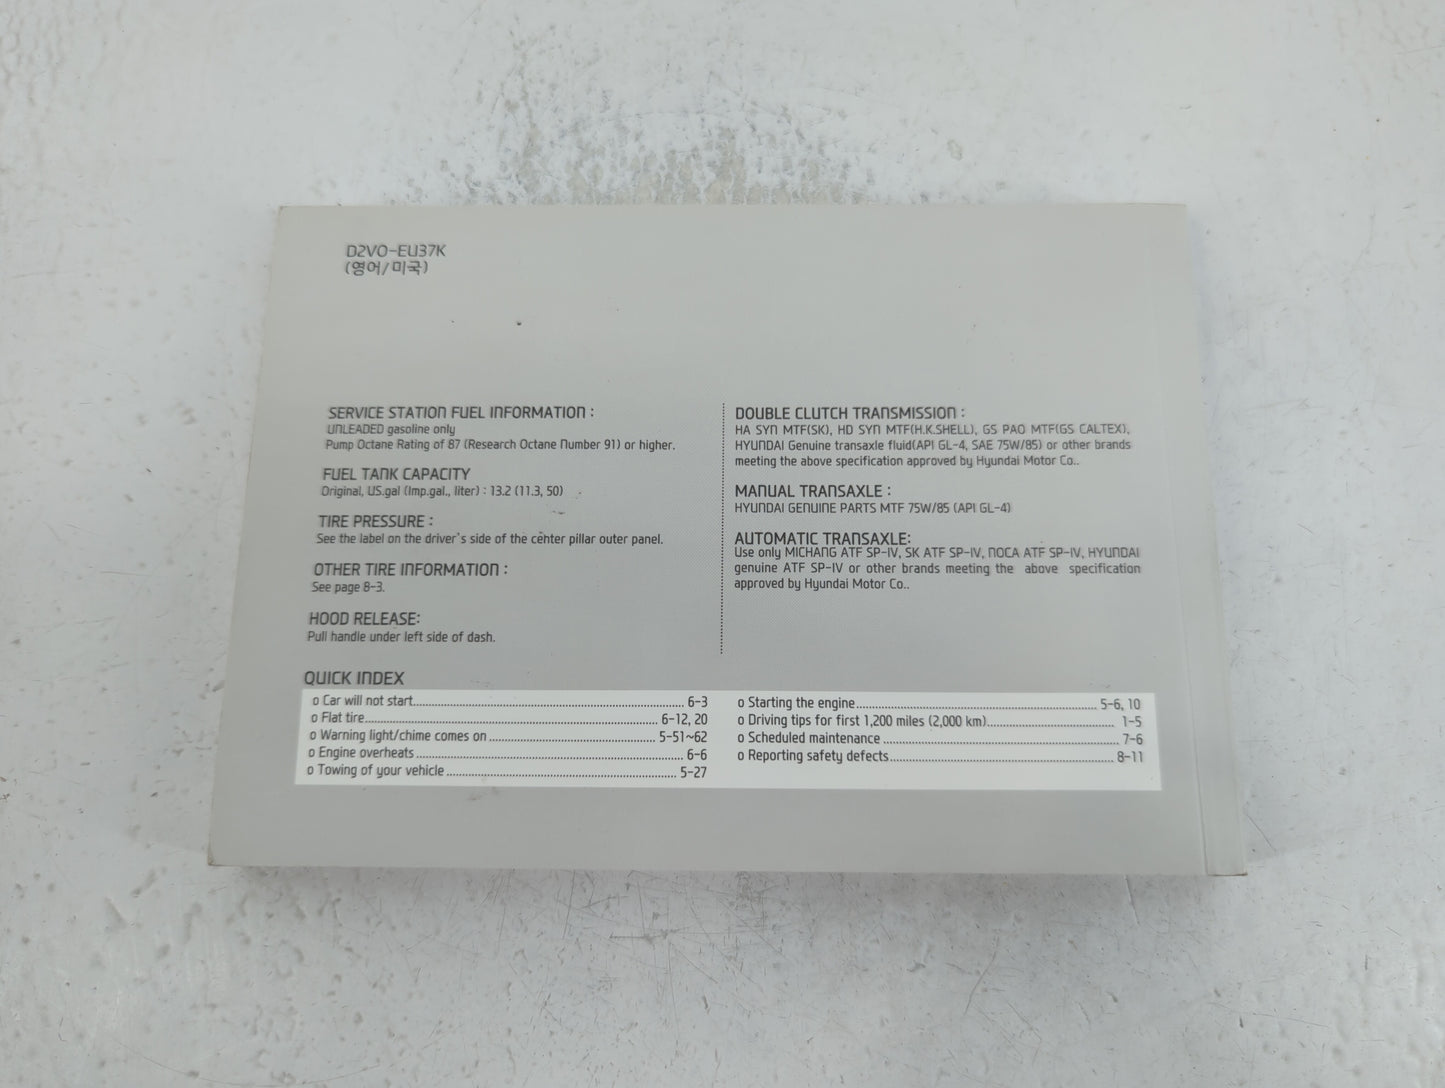 D2VO-EU37K
(영어/미국)
SERVICE STATION FUEL INFORMATION :
UNLEADED gasoline only
Pump Octane Rating of 87 (Research Octane Number 91) or higher.
FUEL TANK CAPACITY
Original, US.gal (Imp.gal., liter) : 13.2 (11.3, 50)
TIRE PRESSURE :
See the label on the driver's side of the center pillar outer panel.
OTHER TIRE INFORMATION :
See page 8-3.
HOOD RELEASE:
Pull handle under left side of dash.
DOUBLE CLUTCH TRANSMISSION :
HA SYN MTF(SK), HD SYN MTF(H.K.SHELL), GS PAO MTF(GS CALTEX),
HYUNDAI Genuine transaxle fluid(API GL-4, SAE 75W/85) or other brands
meeting the above specification approved by Hyundai Motor Co..
MANUAL TRANSAXLE :
HYUNDAI GENUINE PARTS MTF 75W/85 (API GL-4)
AUTOMATIC TRANSAXLE:
Use only MICHANG ATF SP-IV, SK ATF SP-IV, NOCA ATF SP-IV, HYUNDAI
genuine ATF SP-IV or other brands meeting the above specification
approved by Hyundai Motor Co..
QUICK INDEX
o Car will not start........ 6-3
o Flat tire........ 6-12, 20
o Warning light/chime comes on ........ 5-51~62
o Engine overheats ........ 6-6
o Towing of your vehicle ........ 5-27
o Starting the engine........ 5-6, 10
o Driving tips for first 1,200 miles (2,000 km)........ 1-5
o Scheduled maintenance ........ 7-6
o Reporting safety defects........ 8-11